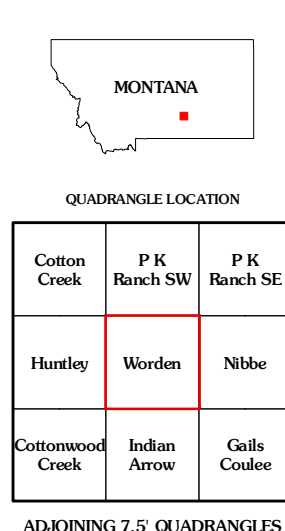 MONTANA
QUADRANGLE LOCATION
Cotton Creek
P K Ranch SW
P K Ranch SE
Huntley
Worden
Nibbe
Cottonwood Creek
Indian Arrow
Gails Coulee
ADJOINING 7.5' QUADRANGLES